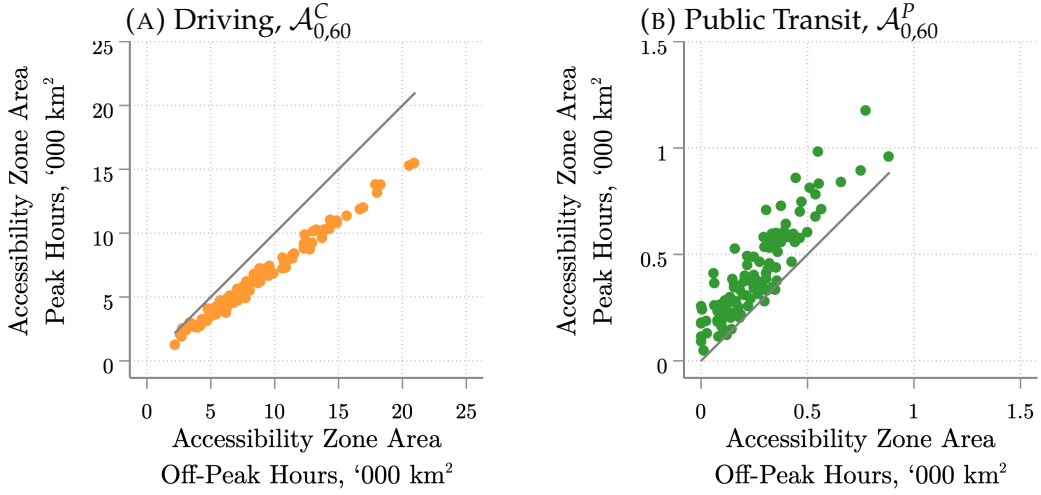 (A) Driving, 𝒜^C_{0,60}
Accessibility Zone Area
Peak Hours, ‘000 km²
25
20
15
10
5
0
0 5 10 15 20 25
Accessibility Zone Area
Off-Peak Hours, ‘000 km²
(B) Public Transit, 𝒜^P_{0,60}
Accessibility Zone Area
Peak Hours, ‘000 km²
1.5
1
0.5
0
0 0.5 1 1.5
Accessibility Zone Area
Off-Peak Hours, ‘000 km²